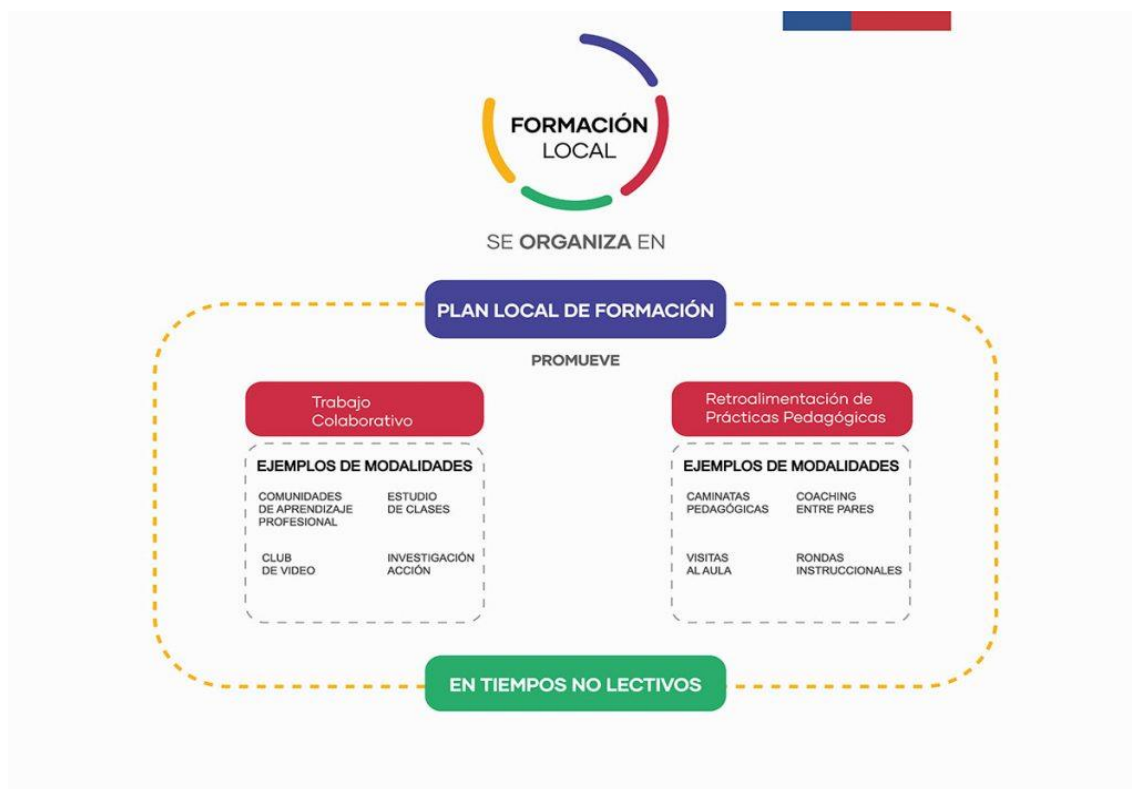 FORMACIÓN
LOCAL
SE ORGANIZA EN
PLAN LOCAL DE FORMACIÓN
PROMUEVE
Trabajo
Colaborativo
EJEMPLOS DE MODALIDADES
COMUNIDADES
DE APRENDIZAJE
PROFESIONAL
ESTUDIO
DE CLASES
CLUB
DE VIDEO
INVESTIGACIÓN
ACCIÓN
Retroalimentación de
Prácticas Pedagógicas
EJEMPLOS DE MODALIDADES
CAMINATAS
PEDAGÓGICAS
COACHING
ENTRE PARES
VISITAS
AL AULA
RONDAS
INSTRUCCIONALES
EN TIEMPOS NO LECTIVOS